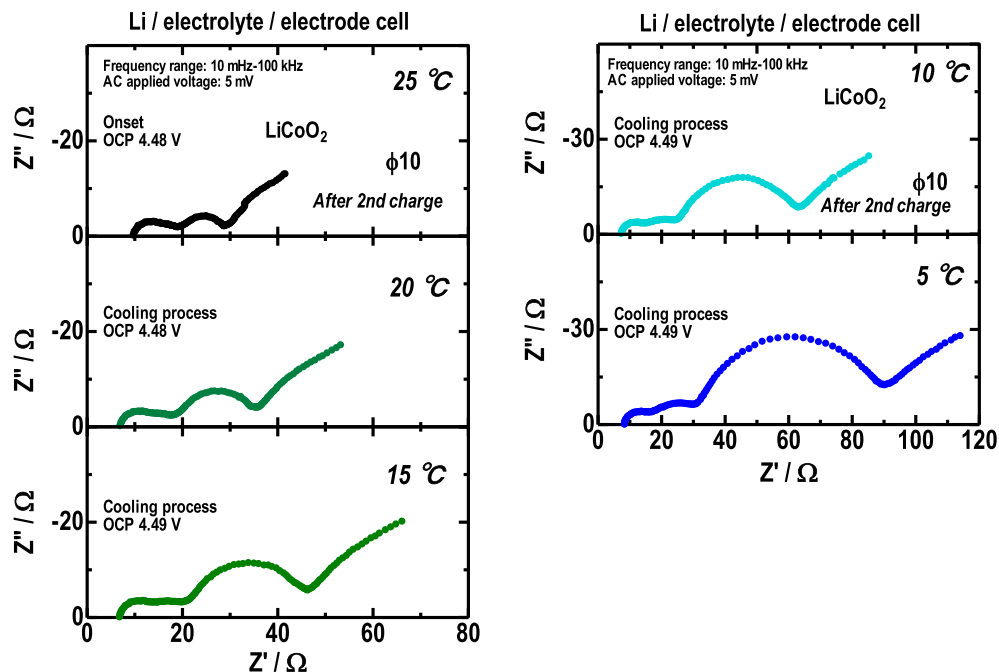 Li / electrolyte / electrode cell
Frequency range: 10 mHz-100 kHz
AC applied voltage: 5 mV
25 °C
Onset
OCP 4.48 V
LiCoO₂
ϕ10
After 2nd charge
-20
0
Z'' / Ω
20 °C
Cooling process
OCP 4.48 V
-20
0
Z'' / Ω
15 °C
Cooling process
OCP 4.49 V
-20
0
Z'' / Ω
0 20 40 60 80
Z' / Ω
Li / electrolyte / electrode cell
Frequency range: 10 mHz-100 kHz
AC applied voltage: 5 mV
10 °C
LiCoO₂
Cooling process
OCP 4.49 V
ϕ10
After 2nd charge
-30
0
Z'' / Ω
5 °C
Cooling process
OCP 4.49 V
-30
0
Z'' / Ω
0 20 40 60 80 100 120
Z' / Ω